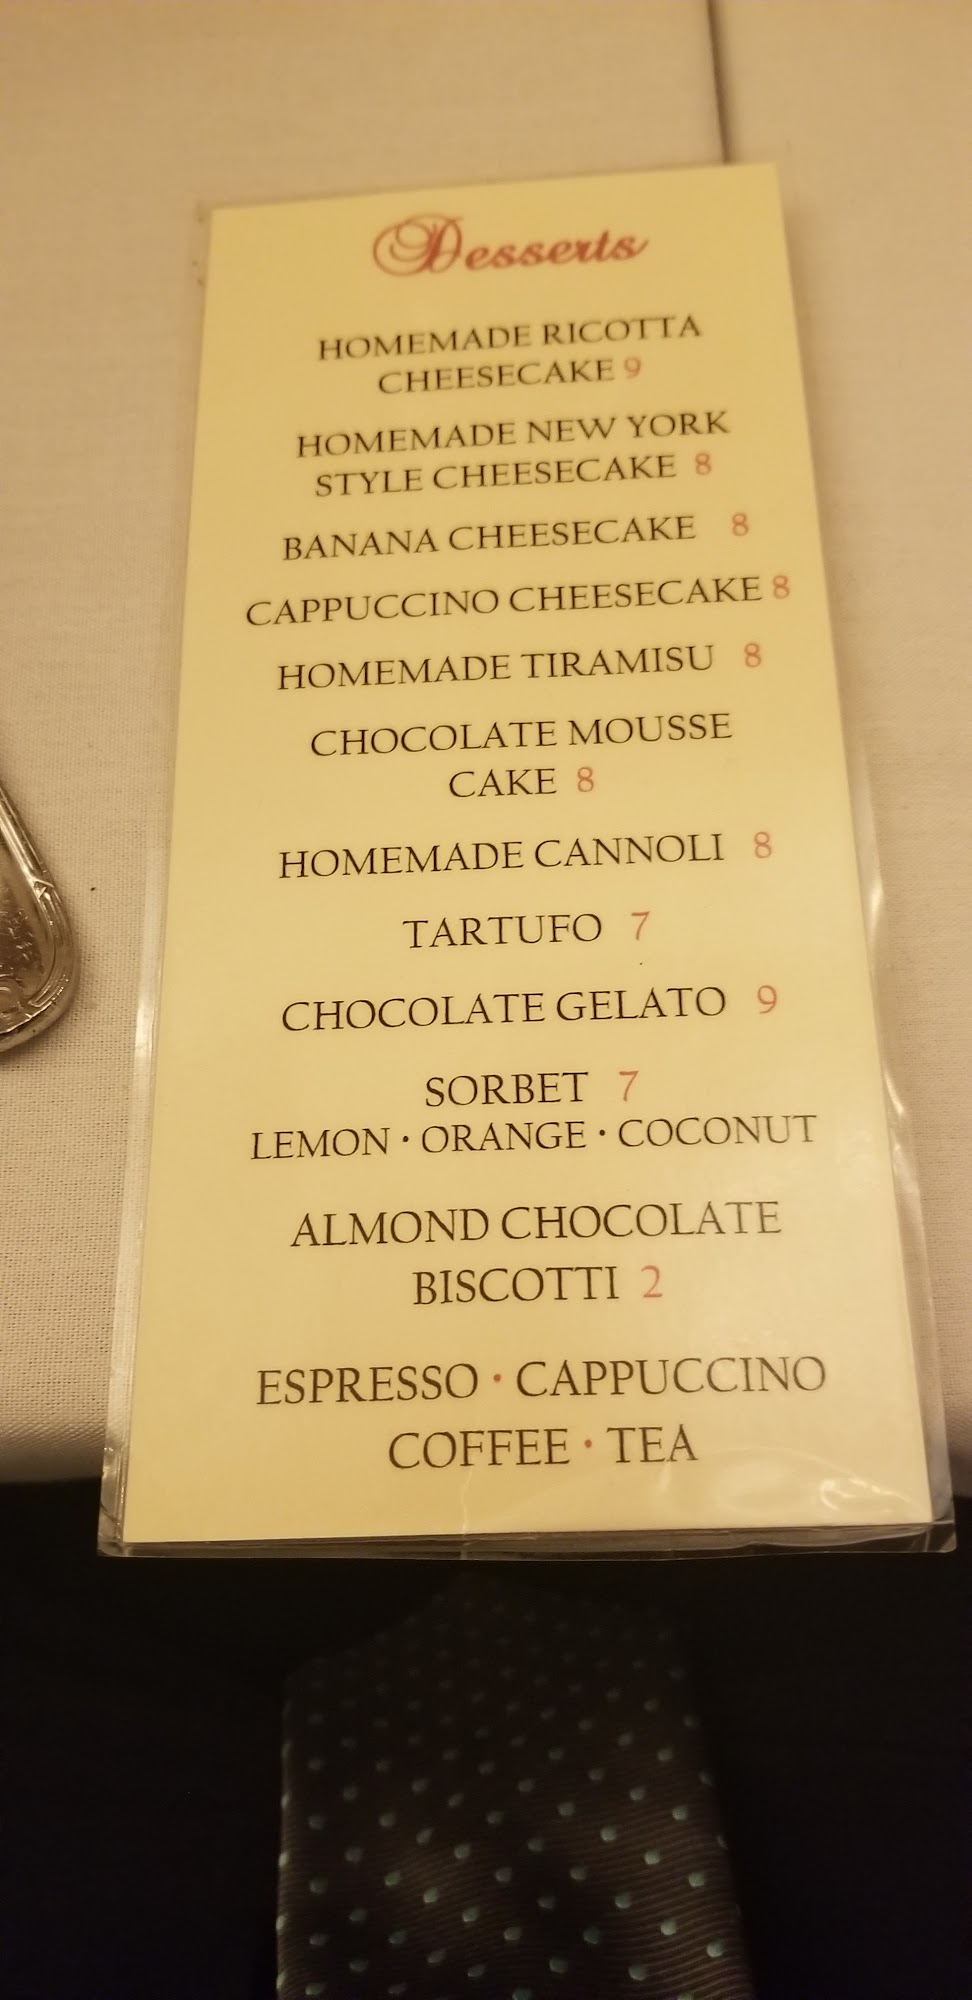 Desserts
HOMEMADE RICOTTA
CHEESECAKE 9
HOMEMADE NEW YORK
STYLE CHEESECAKE 8
BANANA CHEESECAKE 8
CAPPUCCINO CHEESECAKE 8
HOMEMADE TIRAMISU 8
CHOCOLATE MOUSSE
CAKE 8
HOMEMADE CANNOLI 8
TARTUFO 7
CHOCOLATE GELATO 9
SORBET 7
LEMON · ORANGE · COCONUT
ALMOND CHOCOLATE
BISCOTTI 2
ESPRESSO · CAPPUCCINO
COFFEE · TEA